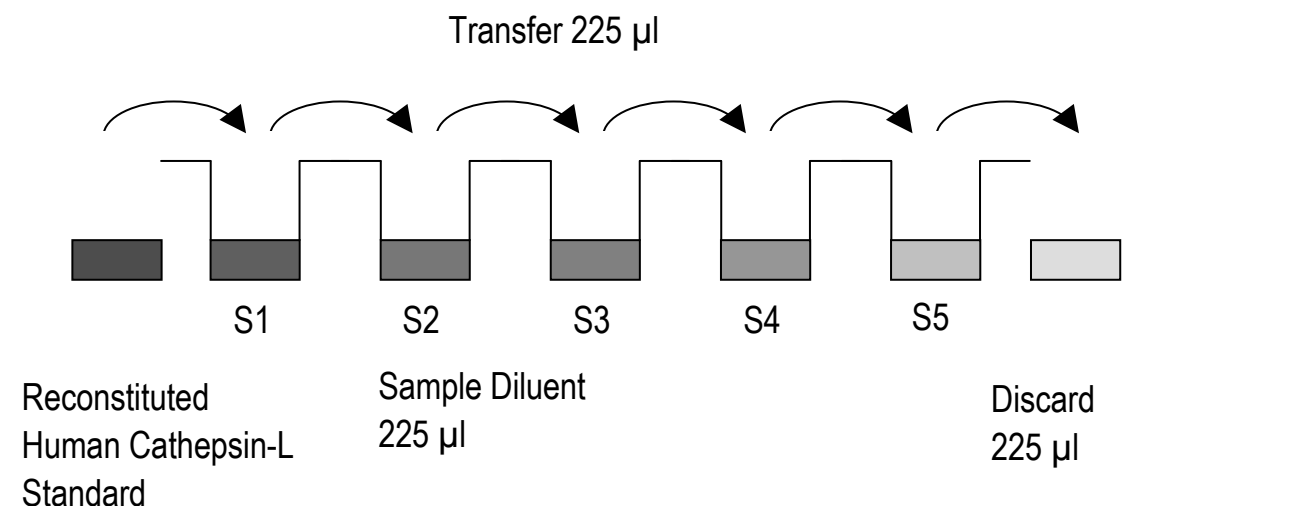 Transfer 225 µl
S1
S2
S3
S4
S5
Reconstituted
Human Cathepsin-L
Standard
Sample Diluent
225 µl
Discard
225 µl